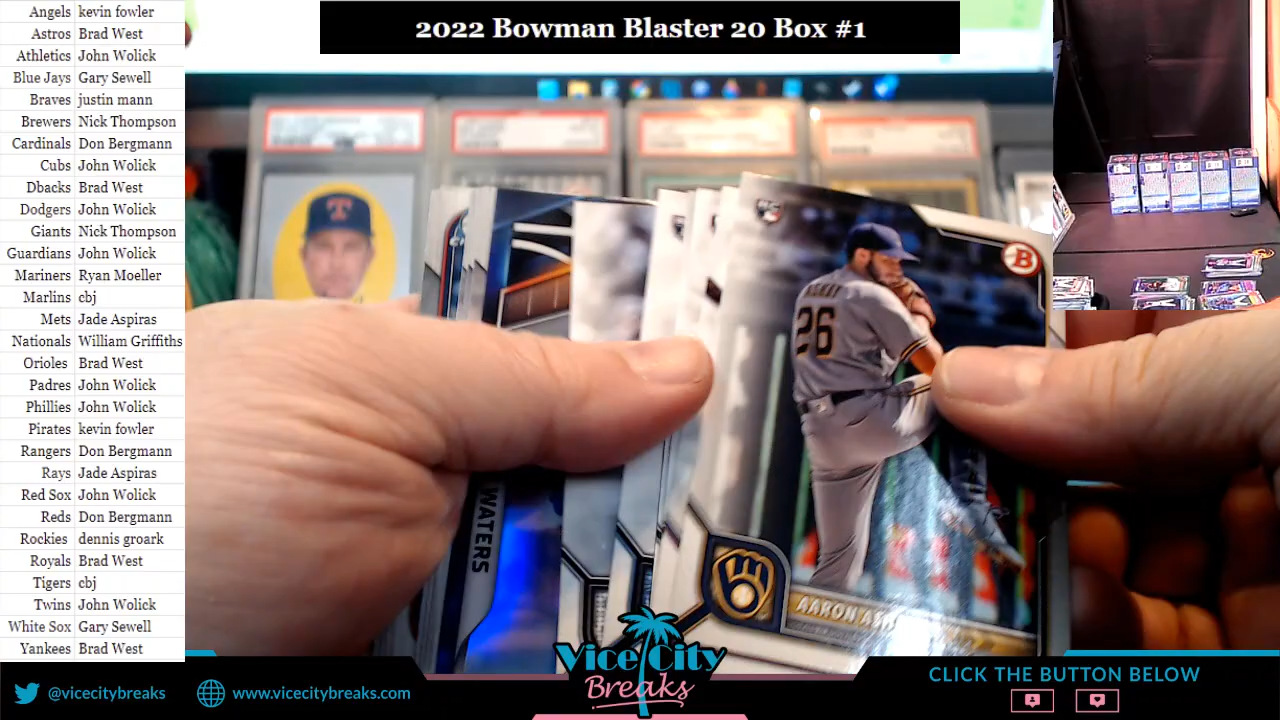 2022 Bowman Blaster 20 Box #1
Angels kevin fowler
Astros Brad West
Athletics John Wolick
Blue Jays Gary Sewell
Braves justin mann
Brewers Nick Thompson
Cardinals Don Bergmann
Cubs John Wolick
Dbacks Brad West
Dodgers John Wolick
Giants Nick Thompson
Guardians John Wolick
Mariners Ryan Moeller
Marlins cbj
Mets Jade Aspiras
Nationals William Griffiths
Orioles Brad West
Padres John Wolick
Phillies John Wolick
Pirates kevin fowler
Rangers Don Bergmann
Rays Jade Aspiras
Red Sox John Wolick
Reds Don Bergmann
Rockies dennis groark
Royals Brad West
Tigers cbj
Twins John Wolick
White Sox Gary Sewell
Yankees Brad West
T
B
26
WATERS
AARON
Vice City
Breaks
@vicecitybreaks
www.vicecitybreaks.com
CLICK THE BUTTON BELOW